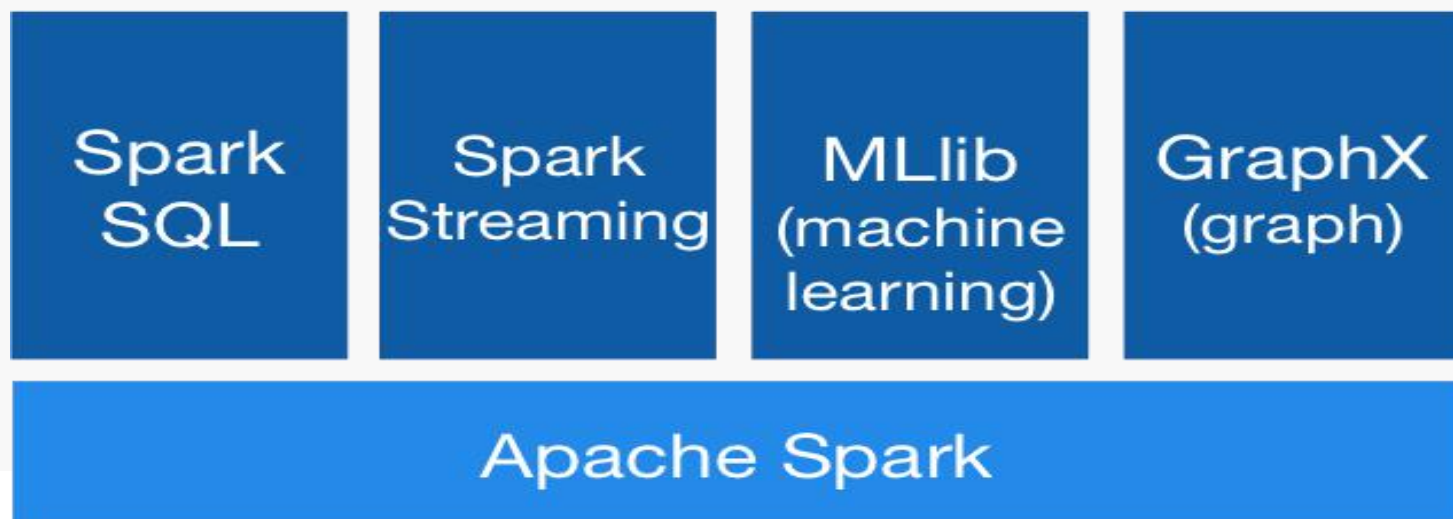 Spark
SQL
Spark
Streaming
MLlib
(machine
learning)
GraphX
(graph)
Apache Spark